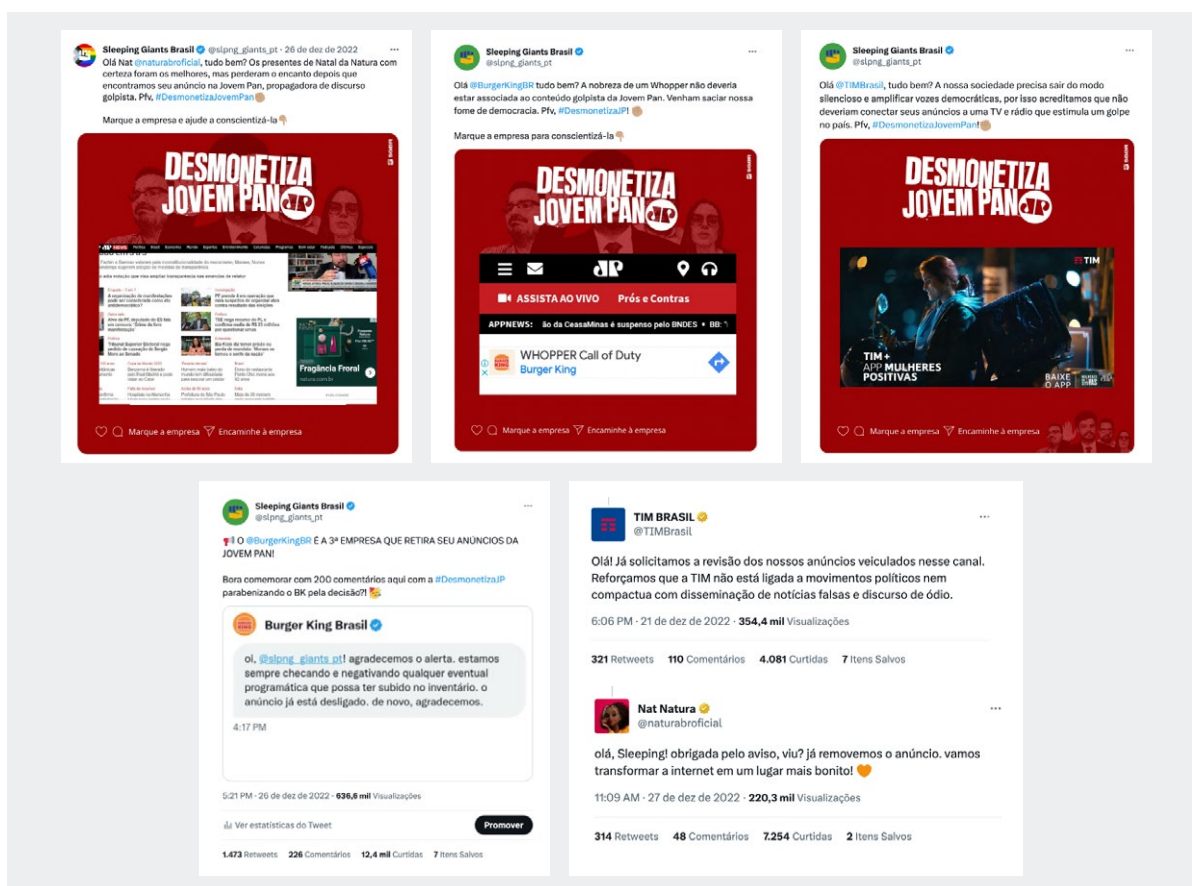 Sleeping Giants Brasil @slpng_giants_pt · 26 de dez de 2022
Olá Nat @naturabroficial, tudo bem? Os presentes de Natal da Natura com
certeza foram os melhores, mas perderam o encanto depois que
encontramos seu anúncio na Jovem Pan, propagadora de discurso
golpista. Pfv, #DesmonetizaJovemPan
Marque a empresa e ajude a conscientizá-la
DESMONETIZA
JOVEM PAN JP
Fragância Floral
natura.com.br
Marque a empresa Encaminhe à empresa
Sleeping Giants Brasil
@slpng_giants_pt
Olá @BurgerKingBR tudo bem? A nobreza de um Whopper não deveria
estar associada ao conteúdo golpista da Jovem Pan. Venham saciar nossa
fome de democracia. Pfv, #DesmonetizaJP!
Marque a empresa para conscientizá-la
DESMONETIZA
JOVEM PAN JP
JP
ASSISTA AO VIVO Prós e Contras
APPNEWS: ão da CeasaMinas é suspenso pelo BNDES • BB:
WHOPPER Call of Duty
Burger King
Marque a empresa Encaminhe à empresa
Sleeping Giants Brasil
@slpng_giants_pt
Olá @TIMBrasil, tudo bem? A nossa sociedade precisa sair do modo
silencioso e amplificar vozes democráticas, por isso acreditamos que não
deveriam conectar seus anúncios a uma TV e rádio que estimula um golpe
no país. Pfv, #DesmonetizaJovemPan!
DESMONETIZA
JOVEM PAN JP
TIM
TIM +
APP MULHERES
POSITIVAS
BAIXE
O APP
Marque a empresa Encaminhe à empresa
Sleeping Giants Brasil
@slpng_giants_pt
O @BurgerKingBR É A 3ª EMPRESA QUE RETIRA SEU ANÚNCIOS DA
JOVEM PAN!
Bora comemorar com 200 comentários aqui com a #DesmonetizaJP
parabenizando o BK pela decisão?!
Burger King Brasil
oi, @slpng_giants_pt! agradecemos o alerta. estamos
sempre checando e negativando qualquer eventual
programática que possa ter subido no inventário. o
anúncio já está desligado. de novo, agradecemos.
4:17 PM
5:21 PM · 26 de dez de 2022 · 636,6 mil Visualizações
Ver estatísticas do Tweet Promover
1.473 Retweets 226 Comentários 12,4 mil Curtidas 7 Itens Salvos
TIM BRASIL
@TIMBrasil
Olá! Já solicitamos a revisão dos nossos anúncios veiculados nesse canal.
Reforçamos que a TIM não está ligada a movimentos políticos nem
compactua com disseminação de notícias falsas e discurso de ódio.
6:06 PM · 21 de dez de 2022 · 354,4 mil Visualizações
321 Retweets 110 Comentários 4.081 Curtidas 7 Itens Salvos
Nat Natura
@naturabroficial
olá, Sleeping! obrigada pelo aviso, viu? já removemos o anúncio. vamos
transformar a internet em um lugar mais bonito!
11:09 AM · 27 de dez de 2022 · 220,3 mil Visualizações
314 Retweets 48 Comentários 7.254 Curtidas 2 Itens Salvos